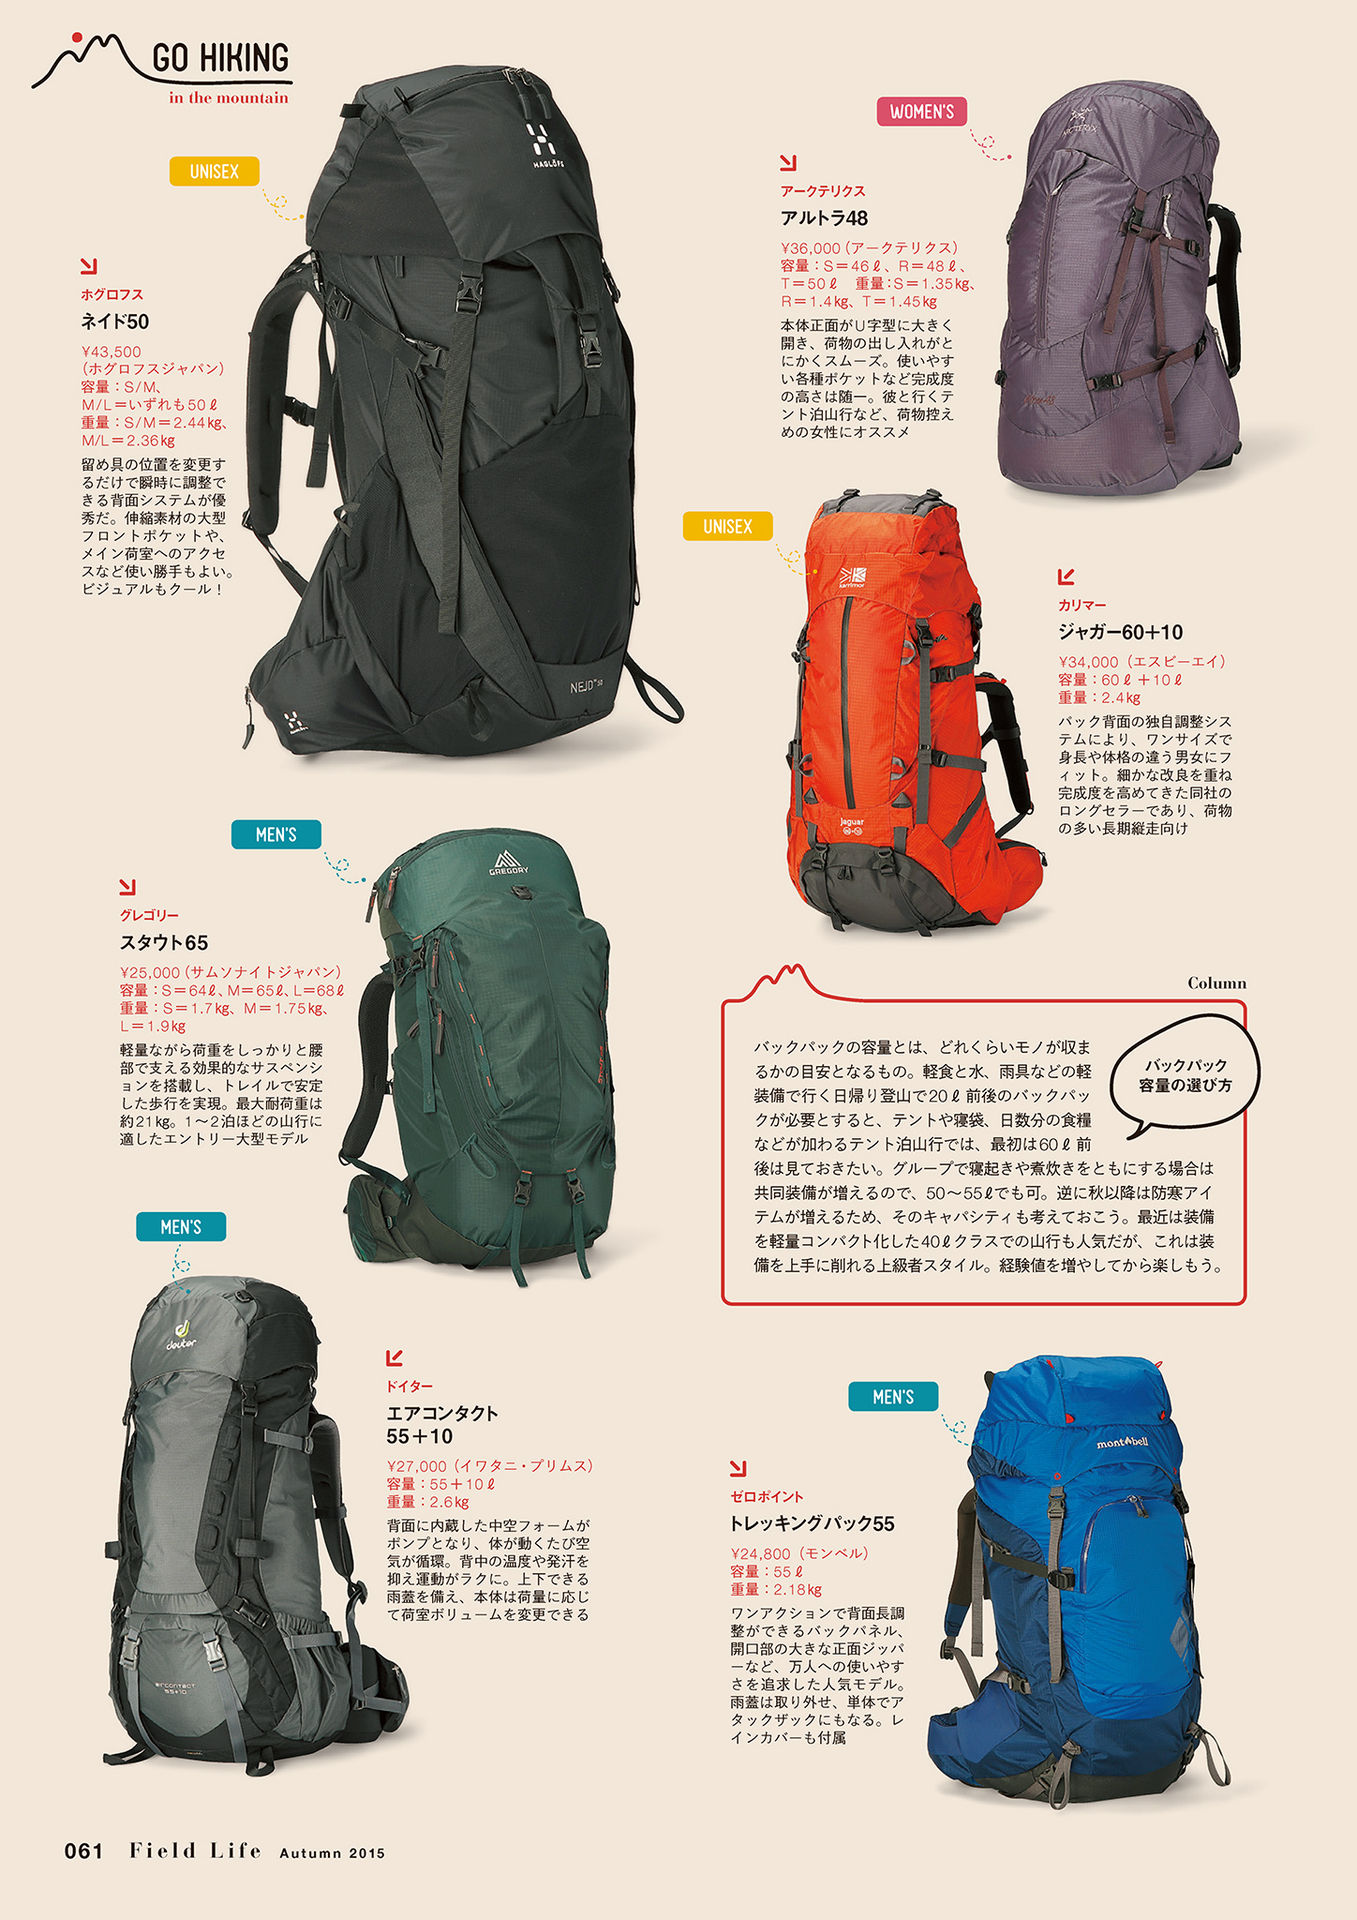 GO HIKING
in the mountain
UNISEX
HAGLÖFS
NEJD™ 50
ホグロフス
ネイド50
¥43,500
（ホグロフスジャパン）
容量：S/M、
M/L＝いずれも50ℓ
重量：S/M＝2.44kg、
M/L＝2.36kg
留め具の位置を変更す
るだけで瞬時に調整で
きる背面システムが優
秀だ。伸縮素材の大型
フロントポケットや、
メイン荷室へのアクセ
スなど使い勝手もよい。
ビジュアルもクール！
WOMEN'S
ARC'TERYX
アークテリクス
アルトラ48
¥36,000（アークテリクス）
容量：S＝46ℓ、R＝48ℓ、
T＝50ℓ　重量：S＝1.35kg、
R＝1.4kg、T＝1.45kg
本体正面がU字型に大きく
開き、荷物の出し入れがと
にかくスムーズ。使いやす
い各種ポケットなど完成度
の高さは随一。彼と行くテ
ント泊山行など、荷物控え
めの女性にオススメ
UNISEX
karrimor
jaguar
カリマー
ジャガー60＋10
¥34,000（エスビーエイ）
容量：60ℓ＋10ℓ
重量：2.4kg
パック背面の独自調整シス
テムにより、ワンサイズで
身長や体格の違う男女にフ
ィット。細かな改良を重ね
完成度を高めてきた同社の
ロングセラーであり、荷物
の多い長期縦走向け
MEN'S
GREGORY
グレゴリー
スタウト65
¥25,000（サムソナイトジャパン）
容量：S＝64ℓ、M＝65ℓ、L＝68ℓ
重量：S＝1.7kg、M＝1.75kg、
L＝1.9kg
軽量ながら荷重をしっかりと腰
部で支える効果的なサスペンシ
ョンを搭載し、トレイルで安定
した歩行を実現。最大耐荷重は
約21kg。1〜2泊ほどの山行に
適したエントリー大型モデル
Column
バックパック
容量の選び方
バックパックの容量とは、どれくらいモノが収ま
るかの目安となるもの。軽食と水、雨具などの軽
装備で行く日帰り登山で20ℓ前後のバックパッ
クが必要とすると、テントや寝袋、日数分の食糧
などが加わるテント泊山行では、最初は60ℓ前
後は見ておきたい。グループで寝起きや煮炊きをともにする場合は
共同装備が増えるので、50〜55ℓでも可。逆に秋以降は防寒アイ
テムが増えるため、そのキャパシティも考えておこう。最近は装備
を軽量コンパクト化した40ℓクラスでの山行も人気だが、これは装
備を上手に削れる上級者スタイル。経験値を増やしてから楽しもう。
MEN'S
deuter
aircontact
55+10
ドイター
エアコンタクト
55＋10
¥27,000（イワタニ・プリムス）
容量：55＋10ℓ
重量：2.6kg
背面に内蔵した中空フォームが
ポンプとなり、体が動くたび空
気が循環。背中の温度や発汗を
抑え運動がラクに。上下できる
雨蓋を備え、本体は荷量に応じ
て荷室ボリュームを変更できる
MEN'S
mont-bell
ゼロポイント
トレッキングパック55
¥24,800（モンベル）
容量：55ℓ
重量：2.18kg
ワンアクションで背面長調
整ができるバックパネル、
開口部の大きな正面ジッパ
ーなど、万人への使いやす
さを追求した人気モデル。
雨蓋は取り外せ、単体でア
タックザックにもなる。レ
インカバーも付属
061 Field Life Autumn 2015